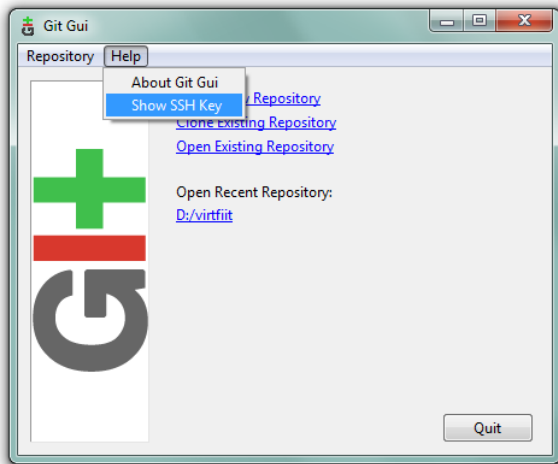 Git Gui
Repository Help
About Git Gui
Show SSH Key
Repository
Clone Existing Repository
Open Existing Repository
Open Recent Repository:
D:/virtfiit
Quit
GIt